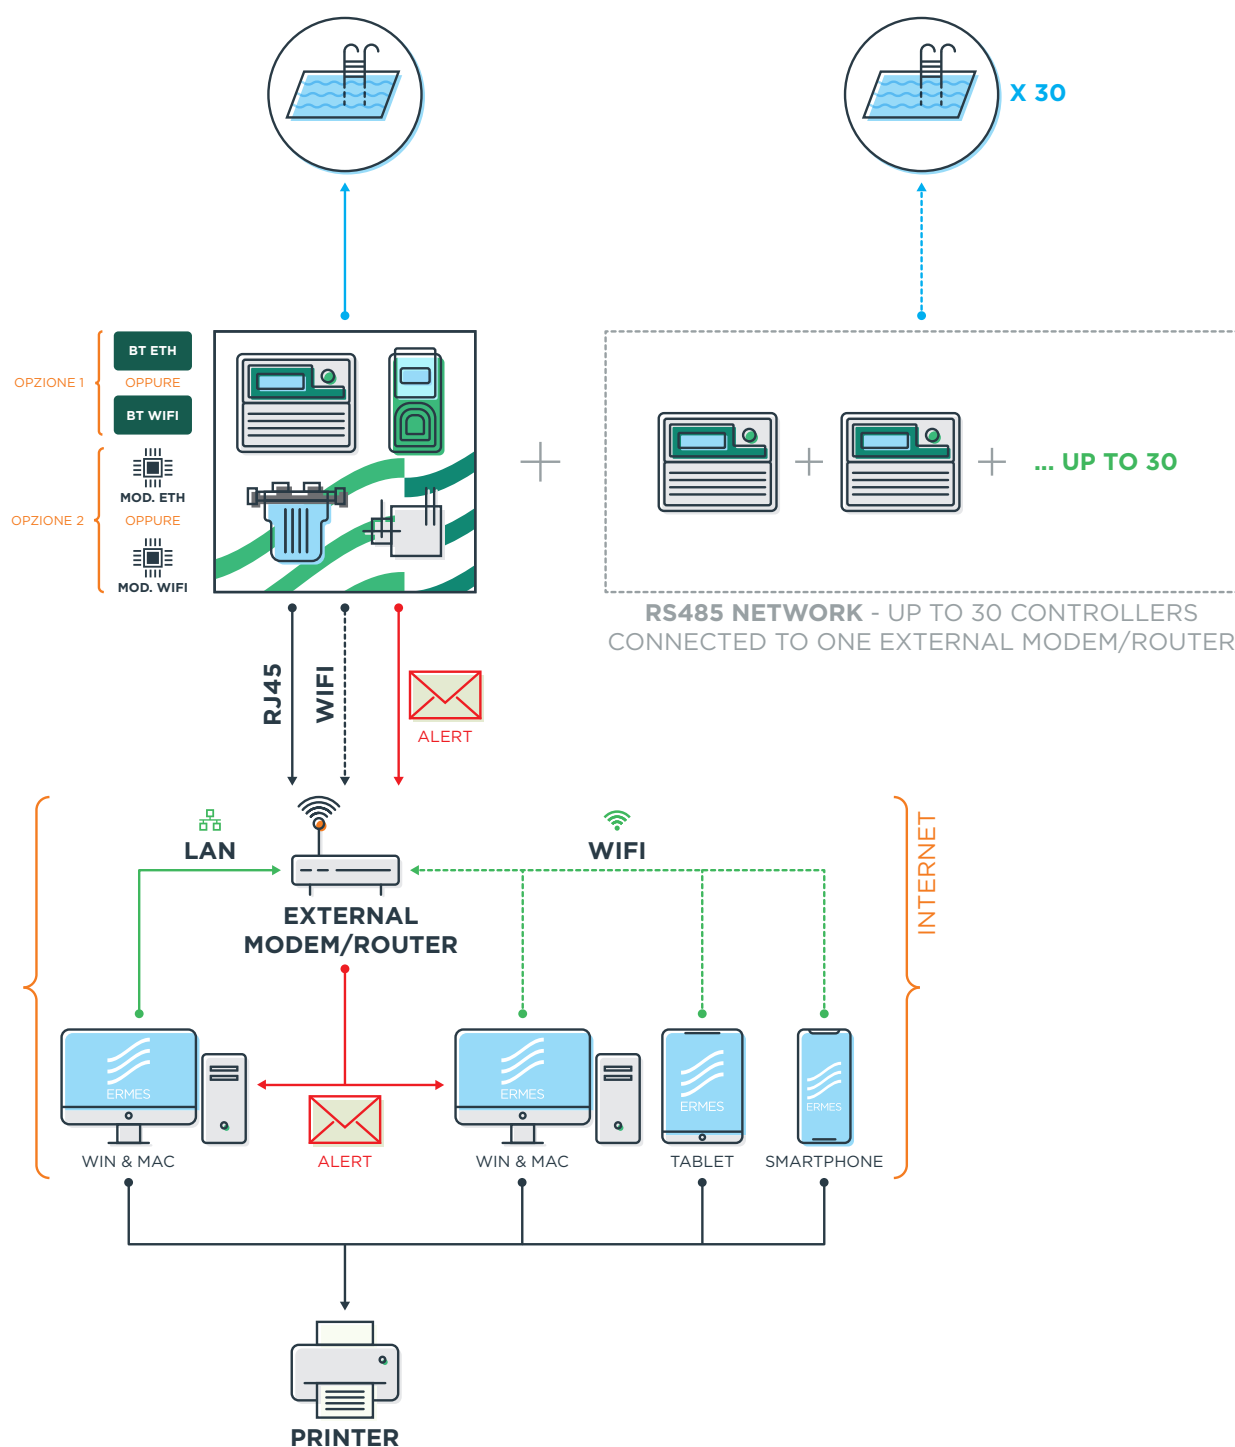 X 30
OPZIONE 1
BT ETH
OPPURE
BT WIFI
OPZIONE 2
MOD. ETH
OPPURE
MOD. WIFI
... UP TO 30
RS485 NETWORK - UP TO 30 CONTROLLERS
CONNECTED TO ONE EXTERNAL MODEM/ROUTER
RJ45
WIFI
ALERT
LAN
WIFI
INTERNET
EXTERNAL
MODEM/ROUTER
ERMES
ERMES
ERMES
ERMES
WIN & MAC
ALERT
WIN & MAC
TABLET
SMARTPHONE
PRINTER